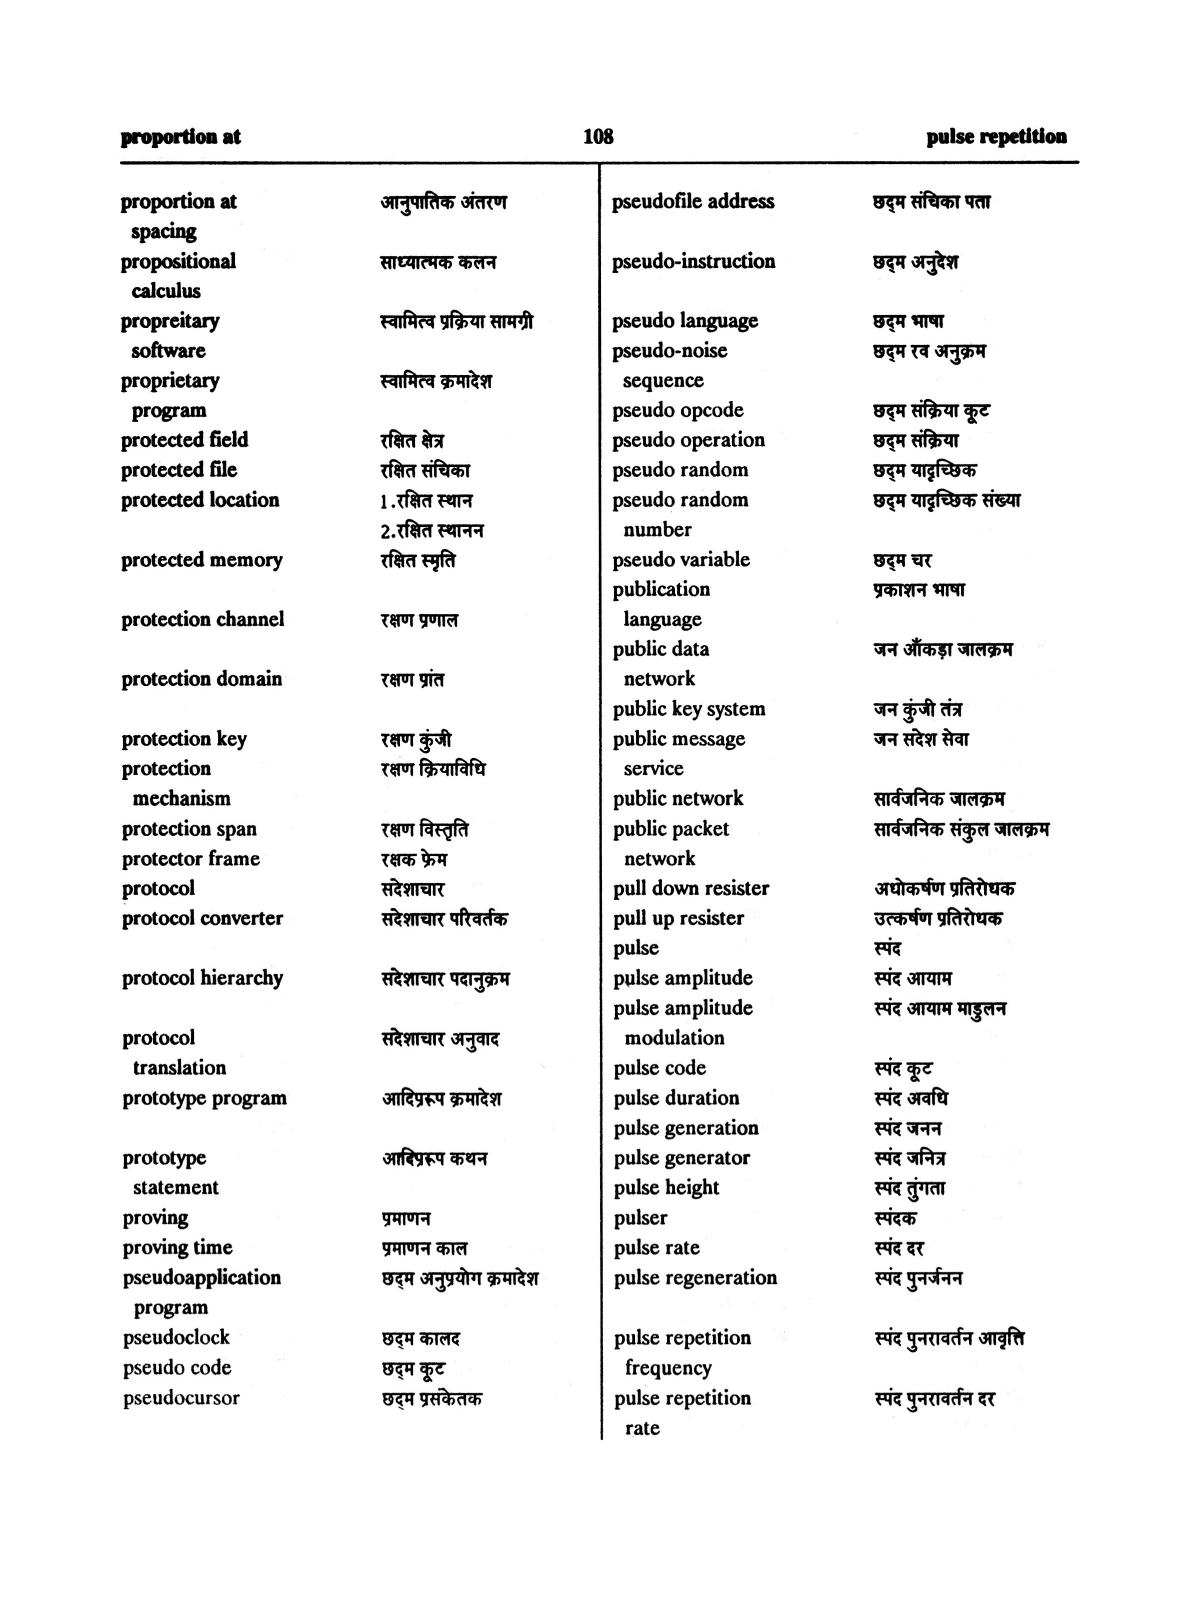 proportion at 108 pulse repetition
proportion at आनुपातिक अंतरण
spacing
propositional साध्यात्मक कलन
calculus
propreitary स्वामित्व प्रक्रिया सामग्री
software
proprietary स्वामित्व क्रमादेश
program
protected field रक्षित क्षेत्र
protected file रक्षित संचिका
protected location 1.रक्षित स्थान
2.रक्षित स्थानन
protected memory रक्षित स्मृति
protection channel रक्षण प्रणाल
protection domain रक्षण प्रांत
protection key रक्षण कुंजी
protection रक्षण क्रियाविधि
mechanism
protection span रक्षण विस्तृति
protector frame रक्षक फ्रेम
protocol संदेशाचार
protocol converter संदेशाचार परिवर्तक
protocol hierarchy संदेशाचार पदानुक्रम
protocol संदेशाचार अनुवाद
translation
prototype program आदिप्ररूप क्रमादेश
prototype आदिप्ररूप कथन
statement
proving प्रमाणन
proving time प्रमाणन काल
pseudoapplication छद्म अनुप्रयोग क्रमादेश
program
pseudoclock छद्म कालद
pseudo code छद्म कूट
pseudocursor छद्म प्रसंकेतक
pseudofile address छद्म संचिका पता
pseudo-instruction छद्म अनुदेश
pseudo language छद्म भाषा
pseudo-noise छद्म रव अनुक्रम
sequence
pseudo opcode छद्म संक्रिया कूट
pseudo operation छद्म संक्रिया
pseudo random छद्म यादृच्छिक
pseudo random छद्म यादृच्छिक संख्या
number
pseudo variable छद्म चर
publication प्रकाशन भाषा
language
public data जन आँकड़ा जालक्रम
network
public key system जन कुंजी तंत्र
public message जन संदेश सेवा
service
public network सार्वजनिक जालक्रम
public packet सार्वजनिक संकुल जालक्रम
network
pull down resister अधोकर्षण प्रतिरोधक
pull up resister उत्कर्षण प्रतिरोधक
pulse स्पंद
pulse amplitude स्पंद आयाम
pulse amplitude स्पंद आयाम माडुलन
modulation
pulse code स्पंद कूट
pulse duration स्पंद अवधि
pulse generation स्पंद जनन
pulse generator स्पंद जनित्र
pulse height स्पंद तुंगता
pulser स्पंदक
pulse rate स्पंद दर
pulse regeneration स्पंद पुनर्जनन
pulse repetition स्पंद पुनरावर्तन आवृत्ति
frequency
pulse repetition स्पंद पुनरावर्तन दर
rate